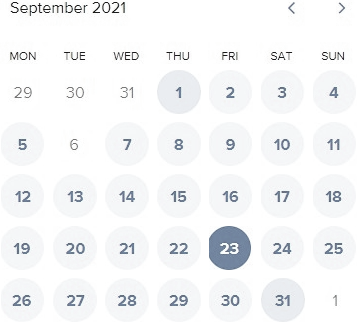 September 2021
MON TUE WED THU FRI SAT SUN
29 30 31 1 2 3 4
5 6 7 8 9 10 11
12 13 14 15 16 17 18
19 20 21 22 23 24 25
26 27 28 29 30 31 1